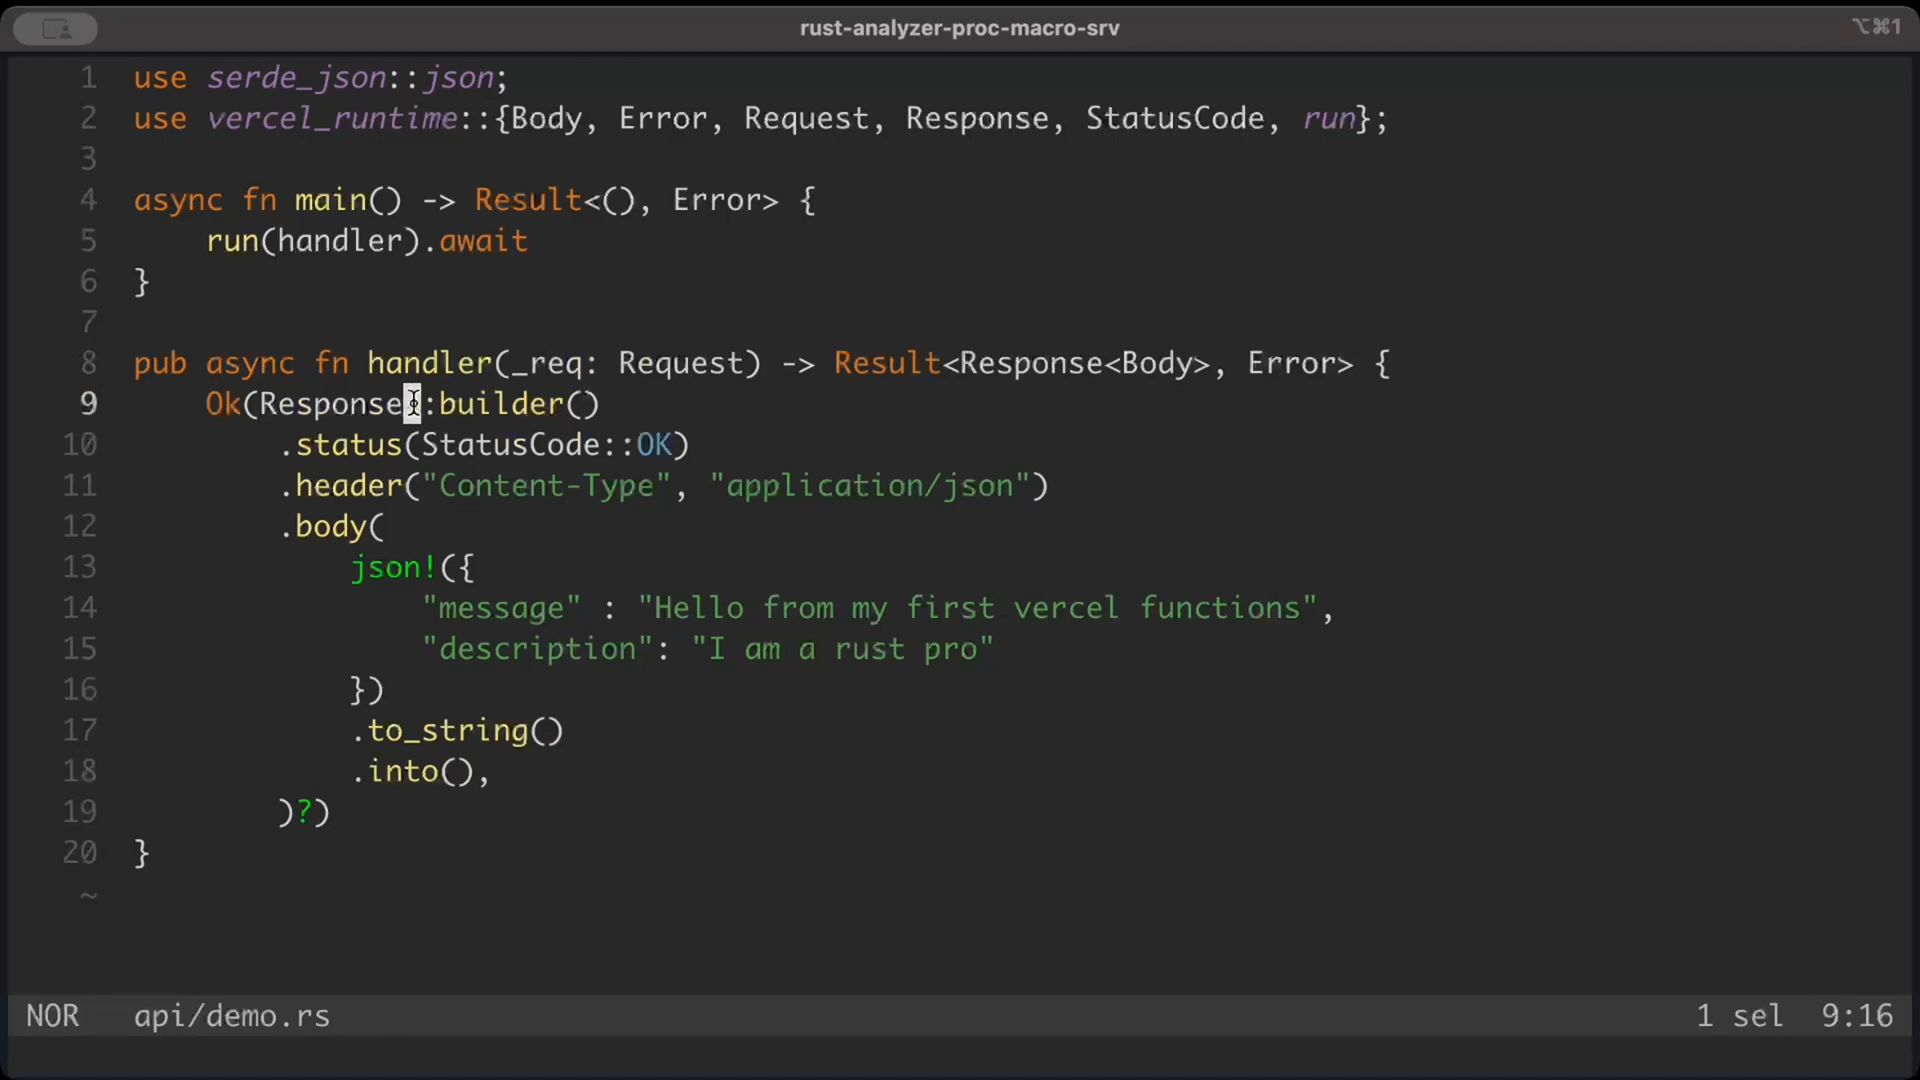 rust-analyzer-proc-macro-srv
⌥⌘1
1 use serde_json::json;
2 use vercel_runtime::{Body, Error, Request, Response, StatusCode, run};
3
4 async fn main() -> Result<(), Error> {
5     run(handler).await
6 }
7
8 pub async fn handler(_req: Request) -> Result<Response<Body>, Error> {
9     Ok(Response::builder()
10         .status(StatusCode::OK)
11         .header("Content-Type", "application/json")
12         .body(
13             json!({
14                 "message" : "Hello from my first vercel functions",
15                 "description": "I am a rust pro"
16             })
17             .to_string()
18             .into(),
19         )?)
20 }
~
NOR api/demo.rs 1 sel 9:16